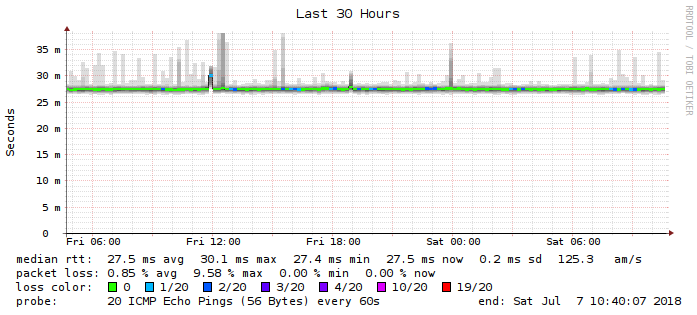 Last 30 Hours
RRDTOOL / TOBI OETIKER
Seconds
35 m
30 m
25 m
20 m
15 m
10 m
5 m
0
Fri 06:00 Fri 12:00 Fri 18:00 Sat 00:00 Sat 06:00
median rtt: 27.5 ms avg 30.1 ms max 27.4 ms min 27.5 ms now 0.2 ms sd 125.3 am/s
packet loss: 0.85 % avg 9.58 % max 0.00 % min 0.00 % now
loss color: 0 1/20 2/20 3/20 4/20 10/20 19/20
probe: 20 ICMP Echo Pings (56 Bytes) every 60s end: Sat Jul 7 10:40:07 2018